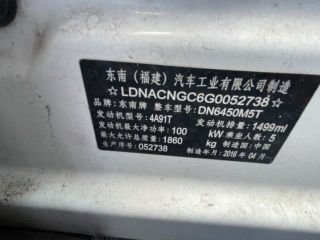 东南（福建）汽车工业有限公司制造
☆LDNACNGC6G0052738☆
品牌：东南牌 整车型号：DN6450M5T
发动机型号：4A91T 发动机排量：1499ml
发动机最大净功率：100 kW 乘坐人数：5
最大允许总质量：1860 kg 制造国：中国
生产序号：052738 制造年月：2016年04月